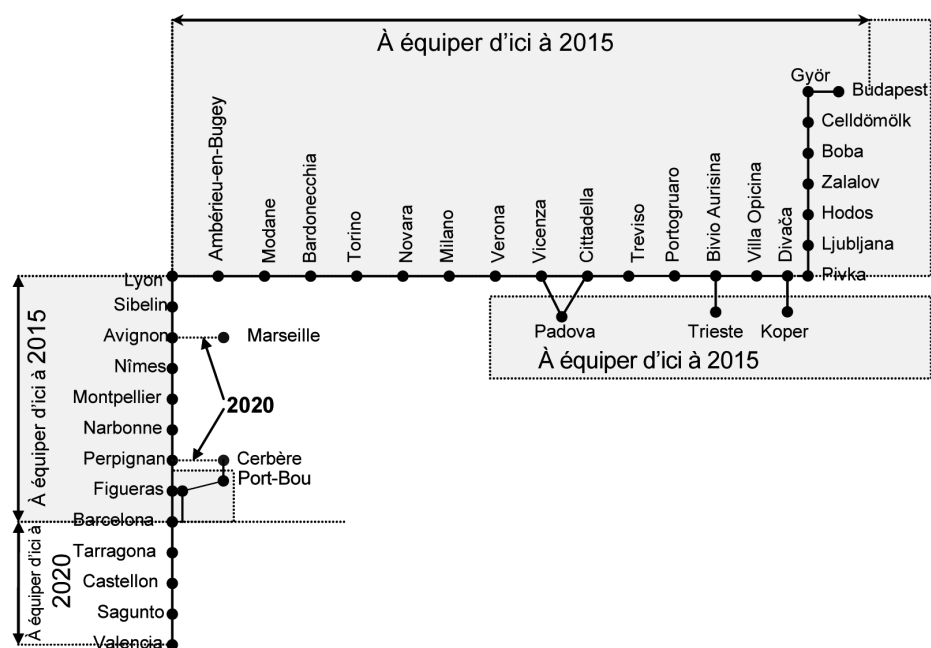 À équiper d'ici à 2015
Györ
Budapest
Celldömölk
Boba
Zalalov
Hodos
Ljubljana
Pivka
Ambérieu-en-Bugey
Modane
Bardonecchia
Torino
Novara
Milano
Verona
Vicenza
Cittadella
Treviso
Portogruaro
Bivio Aurisina
Villa Opicina
Divača
Padova
Trieste
Koper
À équiper d'ici à 2015
À équiper d'ici à 2015
Lyon
Sibelin
Avignon
Marseille
Nîmes
Montpellier
2020
Narbonne
Perpignan
Cerbère
Port-Bou
Figueras
Barcelona
À équiper d'ici à
2020
Tarragona
Castellon
Sagunto
Valencia